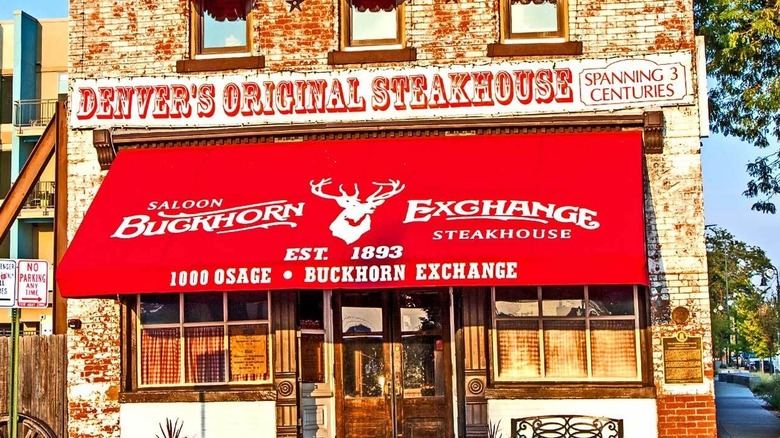 DENVER'S ORIGINAL STEAKHOUSE
SPANNING 3
CENTURIES
SALOON
BUCKHORN EXCHANGE
STEAKHOUSE
EST. 1893
1000 OSAGE • BUCKHORN EXCHANGE
NO
PARKING
ANY TIME